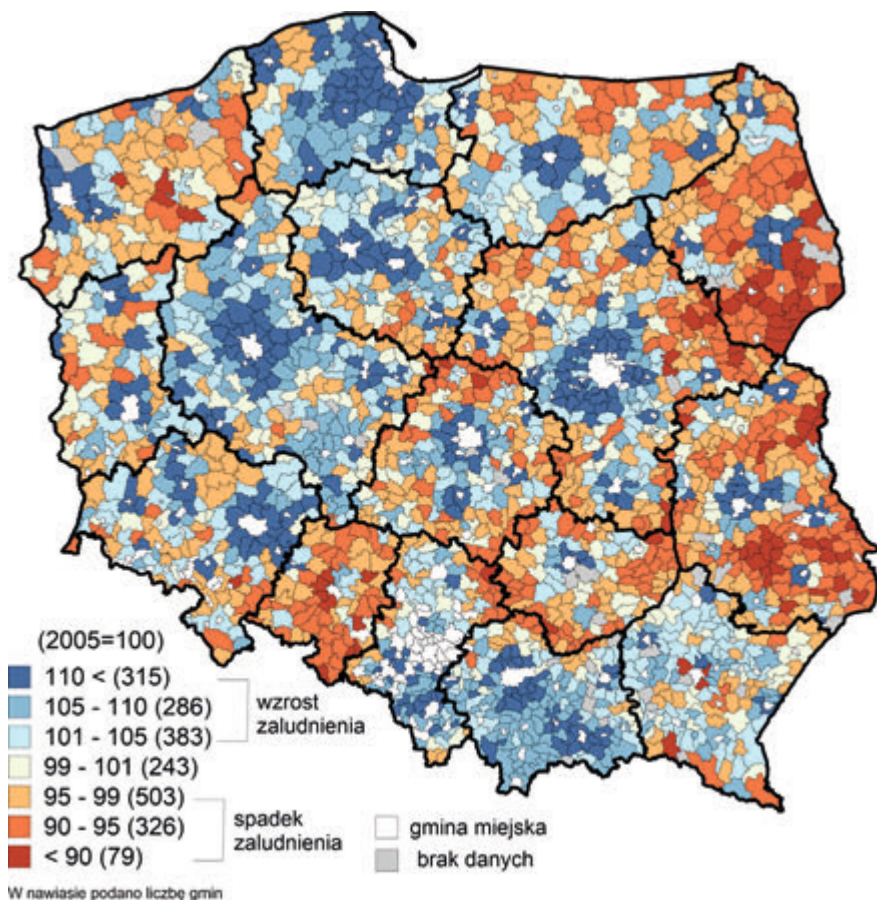 (2005=100)
110 < (315)
105 - 110 (286)
101 - 105 (383)
wzrost
zaludnienia
99 - 101 (243)
95 - 99 (503)
90 - 95 (326)
< 90 (79)
spadek
zaludnienia
gmina miejska
brak danych
W nawiasie podano liczbę gmin